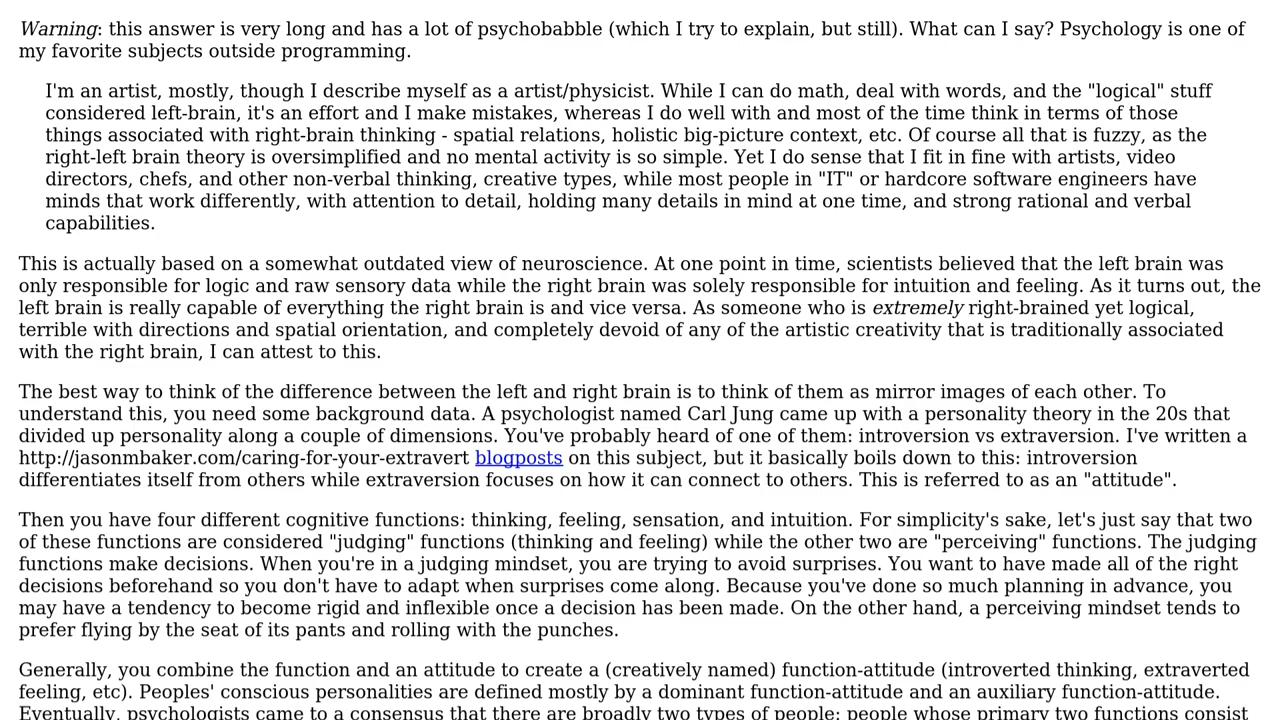 Warning: this answer is very long and has a lot of psychobabble (which I try to explain, but still). What can I say? Psychology is one of
my favorite subjects outside programming.
I'm an artist, mostly, though I describe myself as a artist/physicist. While I can do math, deal with words, and the "logical" stuff
considered left-brain, it's an effort and I make mistakes, whereas I do well with and most of the time think in terms of those
things associated with right-brain thinking - spatial relations, holistic big-picture context, etc. Of course all that is fuzzy, as the
right-left brain theory is oversimplified and no mental activity is so simple. Yet I do sense that I fit in fine with artists, video
directors, chefs, and other non-verbal thinking, creative types, while most people in "IT" or hardcore software engineers have
minds that work differently, with attention to detail, holding many details in mind at one time, and strong rational and verbal
capabilities.
This is actually based on a somewhat outdated view of neuroscience. At one point in time, scientists believed that the left brain was
only responsible for logic and raw sensory data while the right brain was solely responsible for intuition and feeling. As it turns out, the
left brain is really capable of everything the right brain is and vice versa. As someone who is extremely right-brained yet logical,
terrible with directions and spatial orientation, and completely devoid of any of the artistic creativity that is traditionally associated
with the right brain, I can attest to this.
The best way to think of the difference between the left and right brain is to think of them as mirror images of each other. To
understand this, you need some background data. A psychologist named Carl Jung came up with a personality theory in the 20s that
divided up personality along a couple of dimensions. You've probably heard of one of them: introversion vs extraversion. I've written a
http://jasonmbaker.com/caring-for-your-extravert blogposts on this subject, but it basically boils down to this: introversion
differentiates itself from others while extraversion focuses on how it can connect to others. This is referred to as an "attitude".
Then you have four different cognitive functions: thinking, feeling, sensation, and intuition. For simplicity's sake, let's just say that two
of these functions are considered "judging" functions (thinking and feeling) while the other two are "perceiving" functions. The judging
functions make decisions. When you're in a judging mindset, you are trying to avoid surprises. You want to have made all of the right
decisions beforehand so you don't have to adapt when surprises come along. Because you've done so much planning in advance, you
may have a tendency to become rigid and inflexible once a decision has been made. On the other hand, a perceiving mindset tends to
prefer flying by the seat of its pants and rolling with the punches.
Generally, you combine the function and an attitude to create a (creatively named) function-attitude (introverted thinking, extraverted
feeling, etc). Peoples' conscious personalities are defined mostly by a dominant function-attitude and an auxiliary function-attitude.
Eventually, psychologists came to a consensus that there are broadly two types of people: people whose primary two functions consist